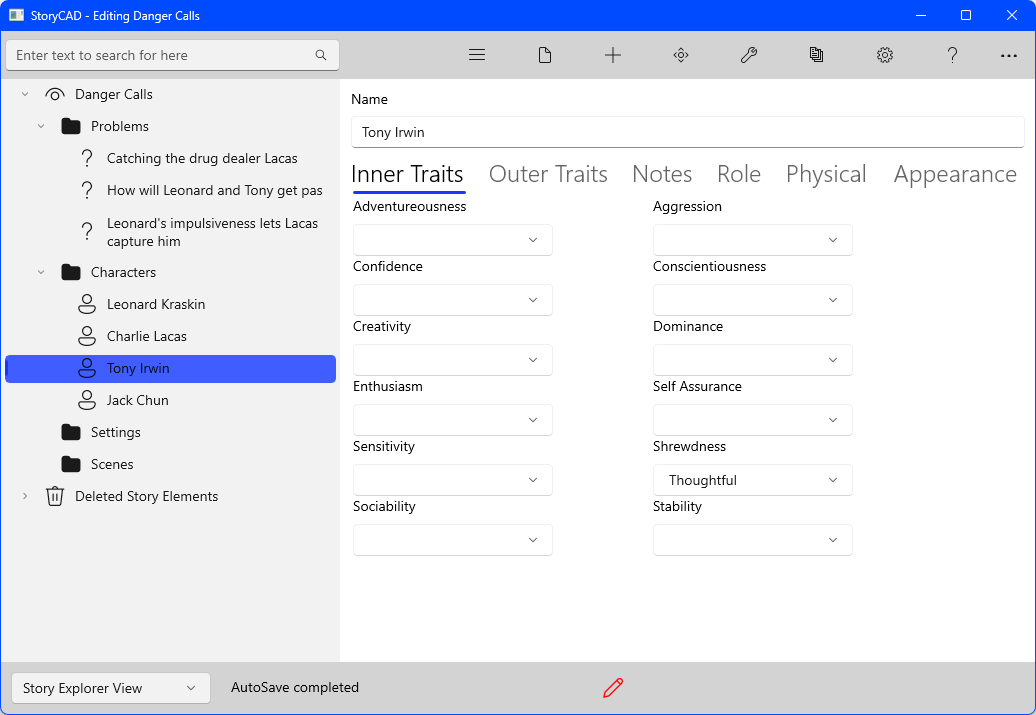 StoryCAD - Editing Danger Calls
Enter text to search for here
Danger Calls
Problems
Catching the drug dealer Lacas
How will Leonard and Tony get pas
Leonard's impulsiveness lets Lacas
capture him
Characters
Leonard Kraskin
Charlie Lacas
Tony Irwin
Jack Chun
Settings
Scenes
Deleted Story Elements
Name
Tony Irwin
Inner Traits Outer Traits Notes Role Physical Appearance
Adventureousness Aggression
Confidence Conscientiousness
Creativity Dominance
Enthusiasm Self Assurance
Sensitivity Shrewdness
Thoughtful
Sociability Stability
Story Explorer View AutoSave completed